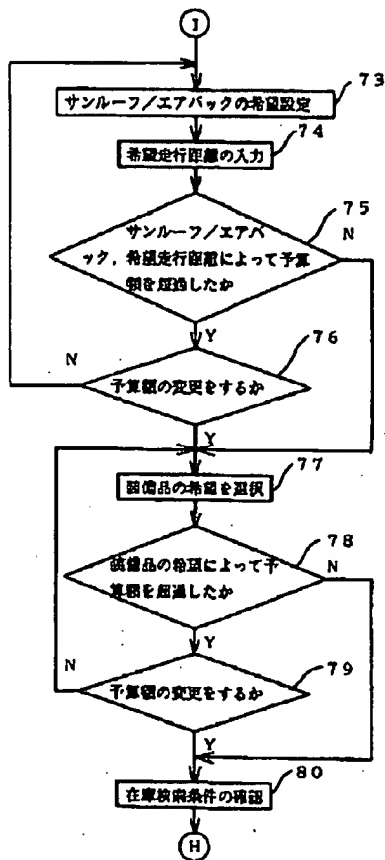 I
73
サンルーフ/エアバックの希望設定
74
希望走行距離の入力
75
サンルーフ/エアバ
ック，希望走行距離によって予算
額を超過したか
N
Y
76
N
予算額の変更をするか
Y
77
装備品の希望を選択
78
装備品の希望によって予
算額を超過したか
N
Y
79
N
予算額の変更をするか
Y
80
在庫検索条件の確認
H